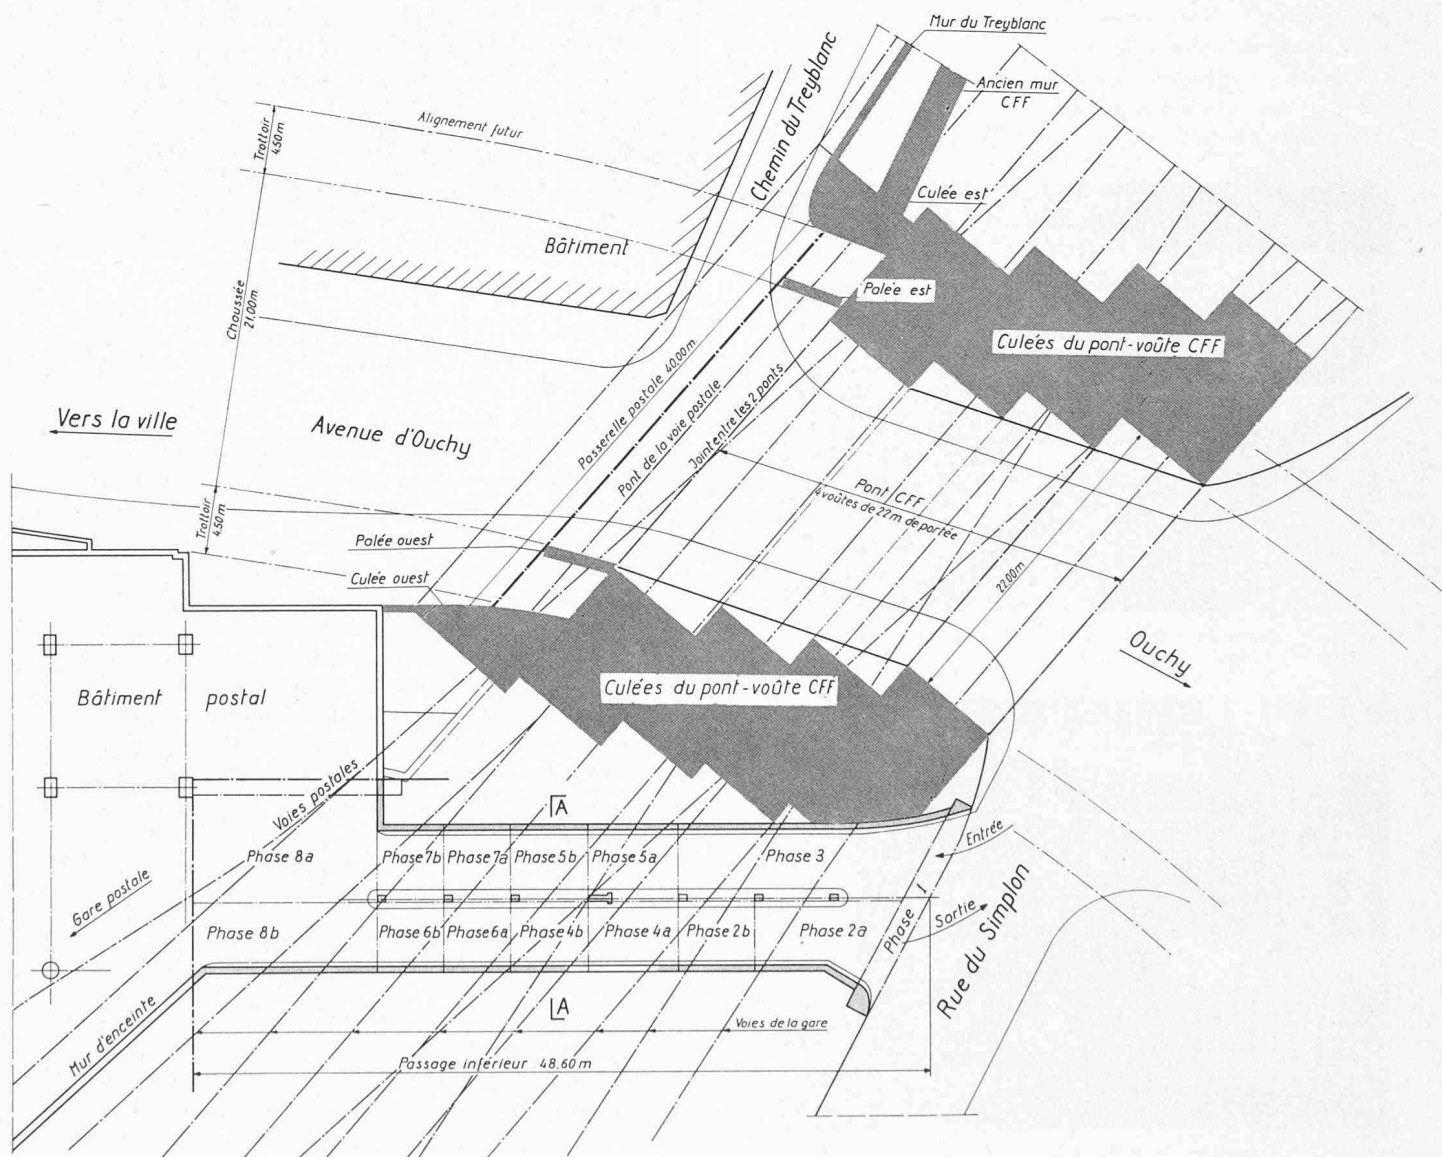 Mur du Treyblanc
Ancien mur
CFF
Chemin du Treyblanc
Trottoir
4.50m.
Alignement futur
Culée est
Bâtiment
Palée est
Chaussée
21.00m
Culées du pont-voûte CFF
Passerelle postale 40.00m.
Pont de la voie postale
Joint entre les 2 ponts
Vers la ville
Avenue d'Ouchy
Pont CFF
4 voûtes de 22 m de portée
Trottoir
4.50m
Palée ouest
Culée ouest
22.00m
Ouchy
Bâtiment postal
Culées du pont-voûte CFF
Voies postales
A
Entrée
Phase 8a
Phase 7b
Phase 7a
Phase 5b
Phase 5a
Phase 3
Gare postale
Phase 1
Sortie
Phase 8b
Phase 6b
Phase 6a
Phase 4b
Phase 4a
Phase 2b
Phase 2a
Rue du Simplon
Mur d'enceinte
A
Voies de la gare
Passage inférieur 48.60m